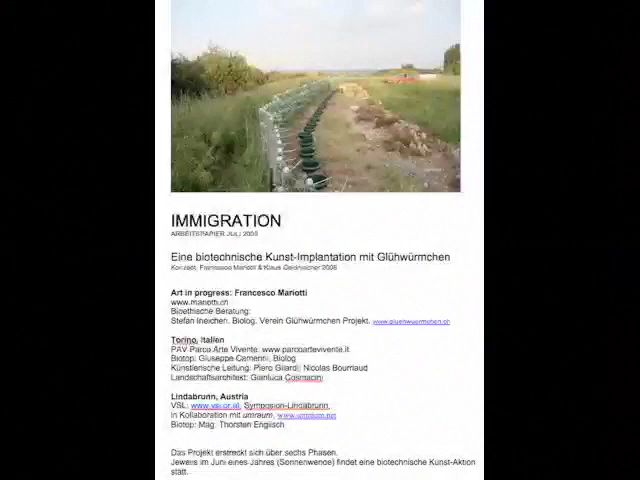 IMMIGRATION
ARBEITSPAPIER JULI 2008
Eine biotechnische Kunst-Implantation mit Glühwürmchen
Konzept: Francesco Mariotti & Klaus 2008
Art in progress: Francesco Mariotti
www.mariotti.ch
Bioethische Beratung:
Stefan Ineichen. Biolog. Verein Glühwürmchen Projekt. www.gluehwuermchen.ch
Torino, Italien
PAV Parco Arte Vivente: www.parcoartevivente.it
Biotop: Giuseppe Camerini, Biolog
Künstlerische Leitung: Piero Gilardi, Nicolas Bourriaud
Landschaftsarchitekt: Gianluca Cosmacini
Lindabrunn, Austria
VSL: www.vsl.or.at, Symposion-Lindabrunn,
in Kollaboration mit umraum, www.umraum.net
Biotop: Mag. Thorsten Englisch
Das Projekt erstreckt sich über sechs Phasen.
Jeweils im Juni eines Jahres (Sonnenwende) findet eine biotechnische Kunst-Aktion
statt.